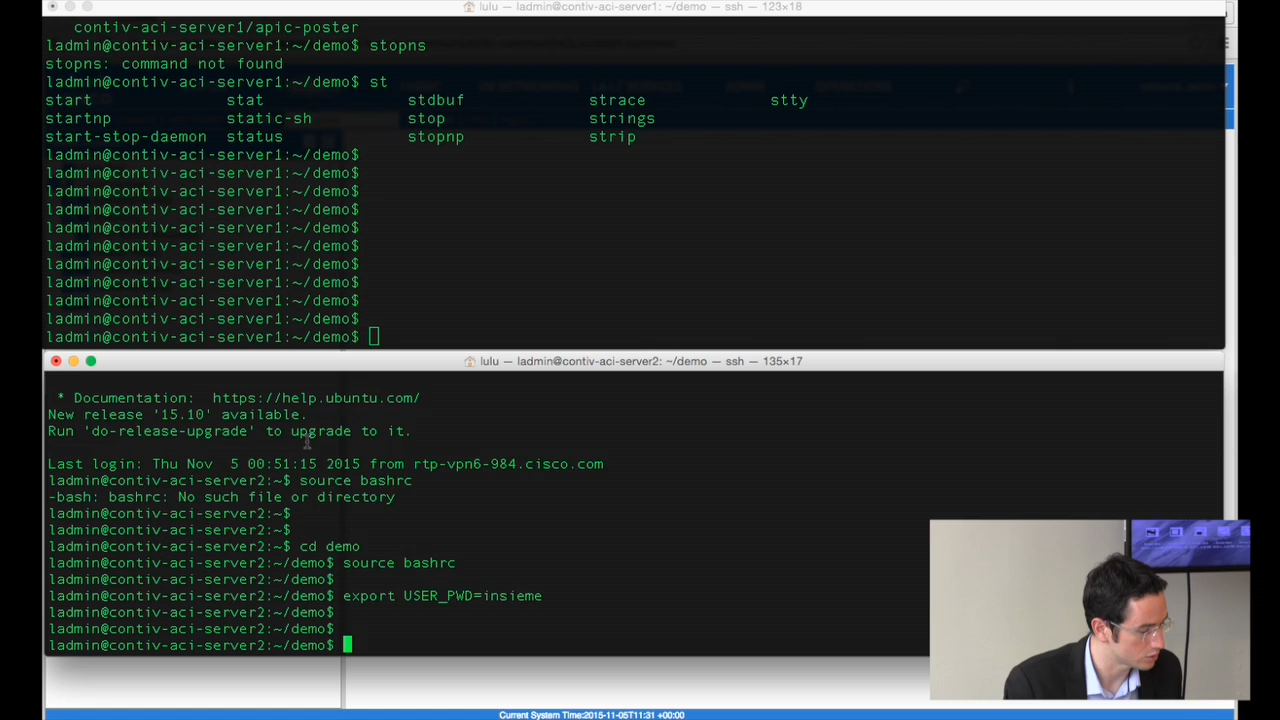 lulu — ladmin@contiv-aci-server1: ~/demo — ssh — 123×18
contiv-aci-server1/apic-poster
ladmin@contiv-aci-server1:~/demo$ stopns
stopns: command not found
ladmin@contiv-aci-server1:~/demo$ st
start stat stdbuf strace stty
startnp static-sh stop strings
start-stop-daemon status stopnp strip
ladmin@contiv-aci-server1:~/demo$
ladmin@contiv-aci-server1:~/demo$
ladmin@contiv-aci-server1:~/demo$
ladmin@contiv-aci-server1:~/demo$
ladmin@contiv-aci-server1:~/demo$
ladmin@contiv-aci-server1:~/demo$
ladmin@contiv-aci-server1:~/demo$
ladmin@contiv-aci-server1:~/demo$
ladmin@contiv-aci-server1:~/demo$
ladmin@contiv-aci-server1:~/demo$
ladmin@contiv-aci-server1:~/demo$
lulu — ladmin@contiv-aci-server2: ~/demo — ssh — 135×17
* Documentation: https://help.ubuntu.com/
New release '15.10' available.
Run 'do-release-upgrade' to upgrade to it.
Last login: Thu Nov 5 00:51:15 2015 from rtp-vpn6-984.cisco.com
ladmin@contiv-aci-server2:~$ source bashrc
-bash: bashrc: No such file or directory
ladmin@contiv-aci-server2:~$
ladmin@contiv-aci-server2:~$
ladmin@contiv-aci-server2:~$ cd demo
ladmin@contiv-aci-server2:~/demo$ source bashrc
ladmin@contiv-aci-server2:~/demo$
ladmin@contiv-aci-server2:~/demo$ export USER_PWD=insieme
ladmin@contiv-aci-server2:~/demo$
ladmin@contiv-aci-server2:~/demo$
ladmin@contiv-aci-server2:~/demo$
Current System Time:2015-11-05T11:31 +00:00